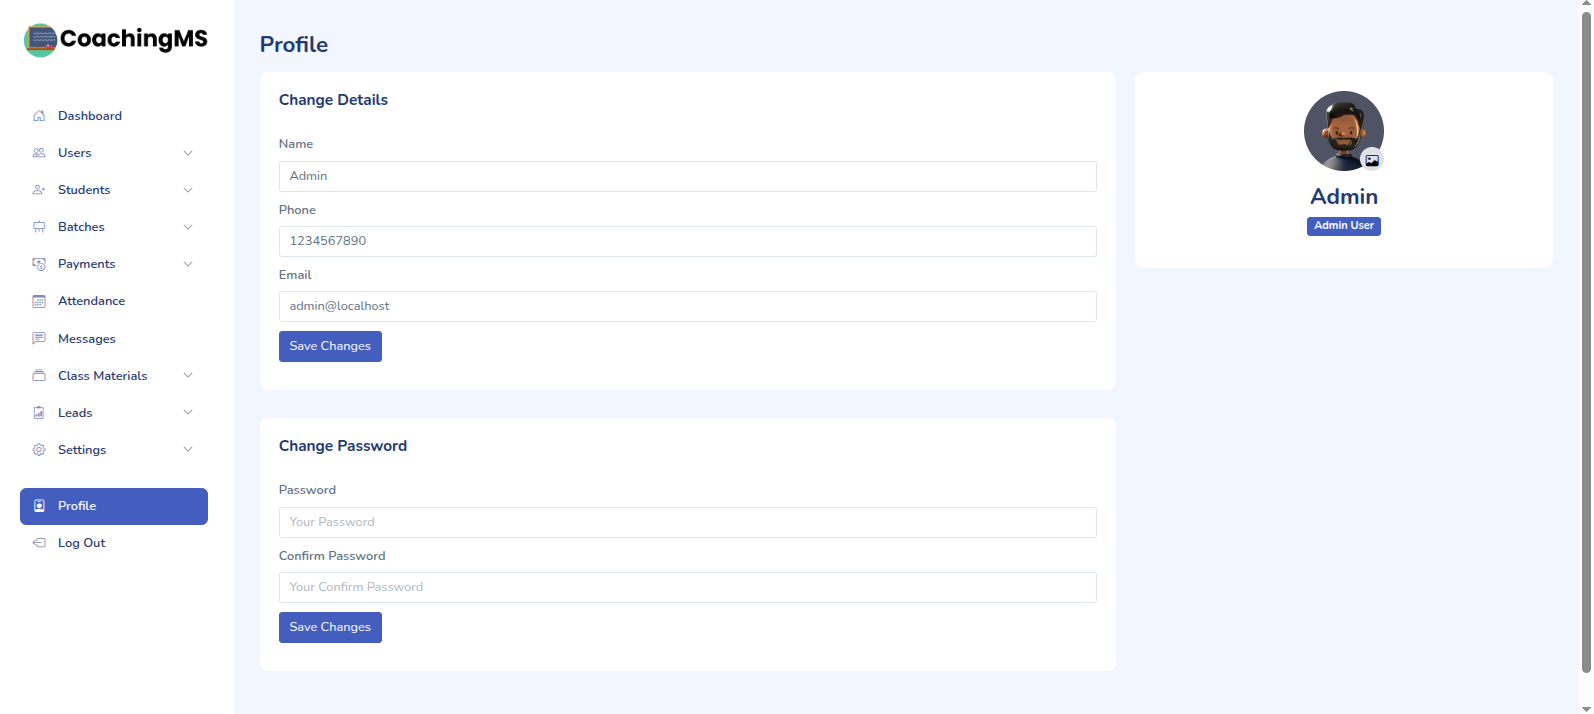 CoachingMS
Dashboard
Users
Students
Batches
Payments
Attendance
Messages
Class Materials
Leads
Settings
Profile
Log Out
Profile
Change Details
Name
Admin
Phone
1234567890
Email
admin@localhost
Save Changes
Change Password
Password
Your Password
Confirm Password
Your Confirm Password
Save Changes
Admin
Admin User